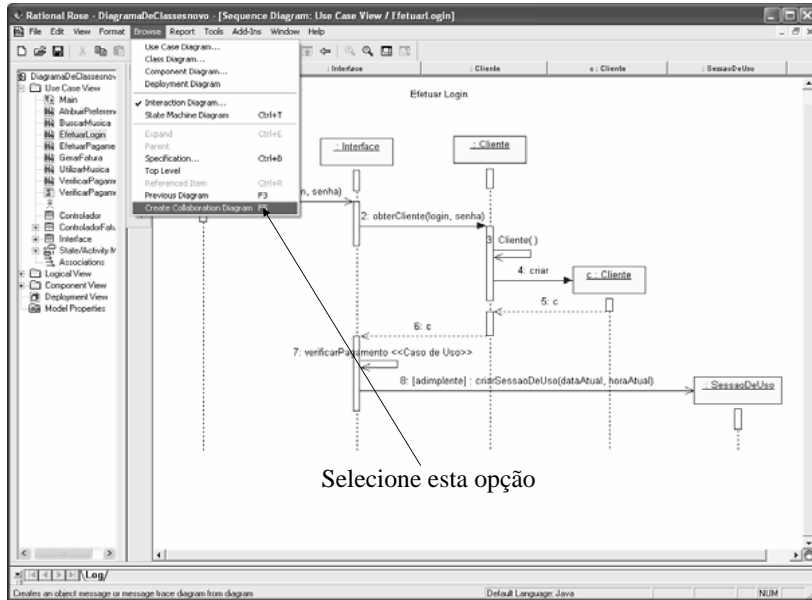 Rational Rose - DiagramaDeClassesnovo - [Sequence Diagram: Use Case View / EfetuarLogin]
File Edit View Format Browse Report Tools Add-Ins Window Help
Use Case Diagram...
Class Diagram...
Component Diagram...
Deployment Diagram
Interaction Diagram...
State Machine Diagram Ctrl+T
Expand Ctrl+E
Parent
Specification... Ctrl+B
Top Level
Referenced Item Ctrl+R
Previous Diagram F3
Create Collaboration Diagram F5
DiagramaDeClassesnov
Use Case View
Main
AtribuirPreferen
BuscarMusica
EfetuarLogin
EfetuarPagame
GerarFatura
UtilizarMusica
VerificarPagame
VerificarPagame
Controlador
ControladorFatu
Interface
State/Activity M
Associations
Logical View
Component View
Deployment View
Model Properties
: Interface : Cliente : Cliente : SessaoDeUso
Efetuar Login
: Interface
: Cliente
n, senha)
2: obterCliente(login, senha)
3: Cliente( )
4: criar
c : Cliente
5: c
6: c
7: verificarPagamento <<Caso de Uso>>
8: [adimplente] : criarSessaoDeUso(dataAtual, horaAtual)
: SessaoDeUso
Selecione esta opção
Log
Creates an object message or message trace diagram from diagram
Default Language: Java
NUM